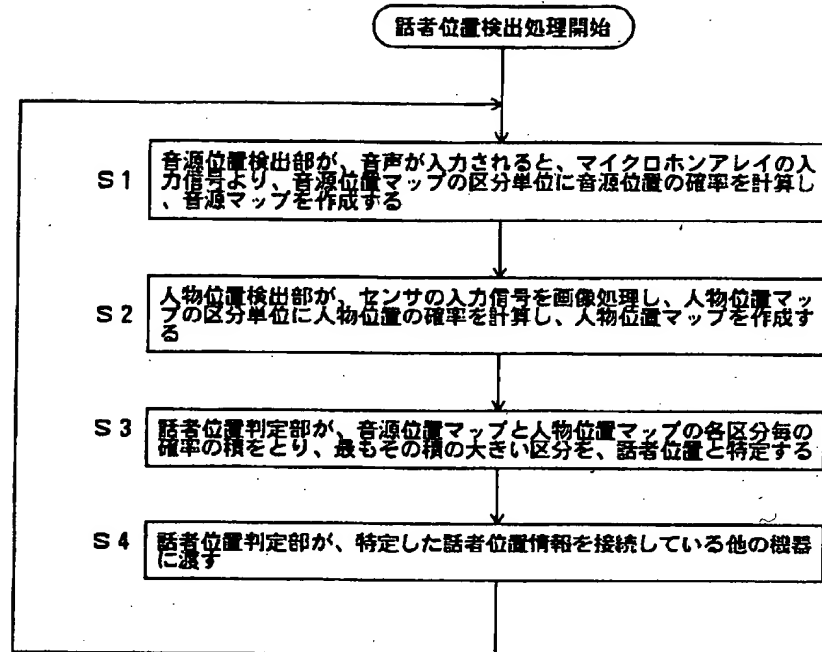 話者位置検出処理開始
S1
音源位置検出部が、音声が入力されると、マイクロホンアレイの入
力信号より、音源位置マップの区分単位に音源位置の確率を計算し
、音源マップを作成する
S2
人物位置検出部が、センサの入力信号を画像処理し、人物位置マッ
プの区分単位に人物位置の確率を計算し、人物位置マップを作成す
る
S3
話者位置判定部が、音源位置マップと人物位置マップの各区分毎の
確率の積をとり、最もその積の大きい区分を、話者位置と特定する
S4
話者位置判定部が、特定した話者位置情報を接続している他の機器
に渡す